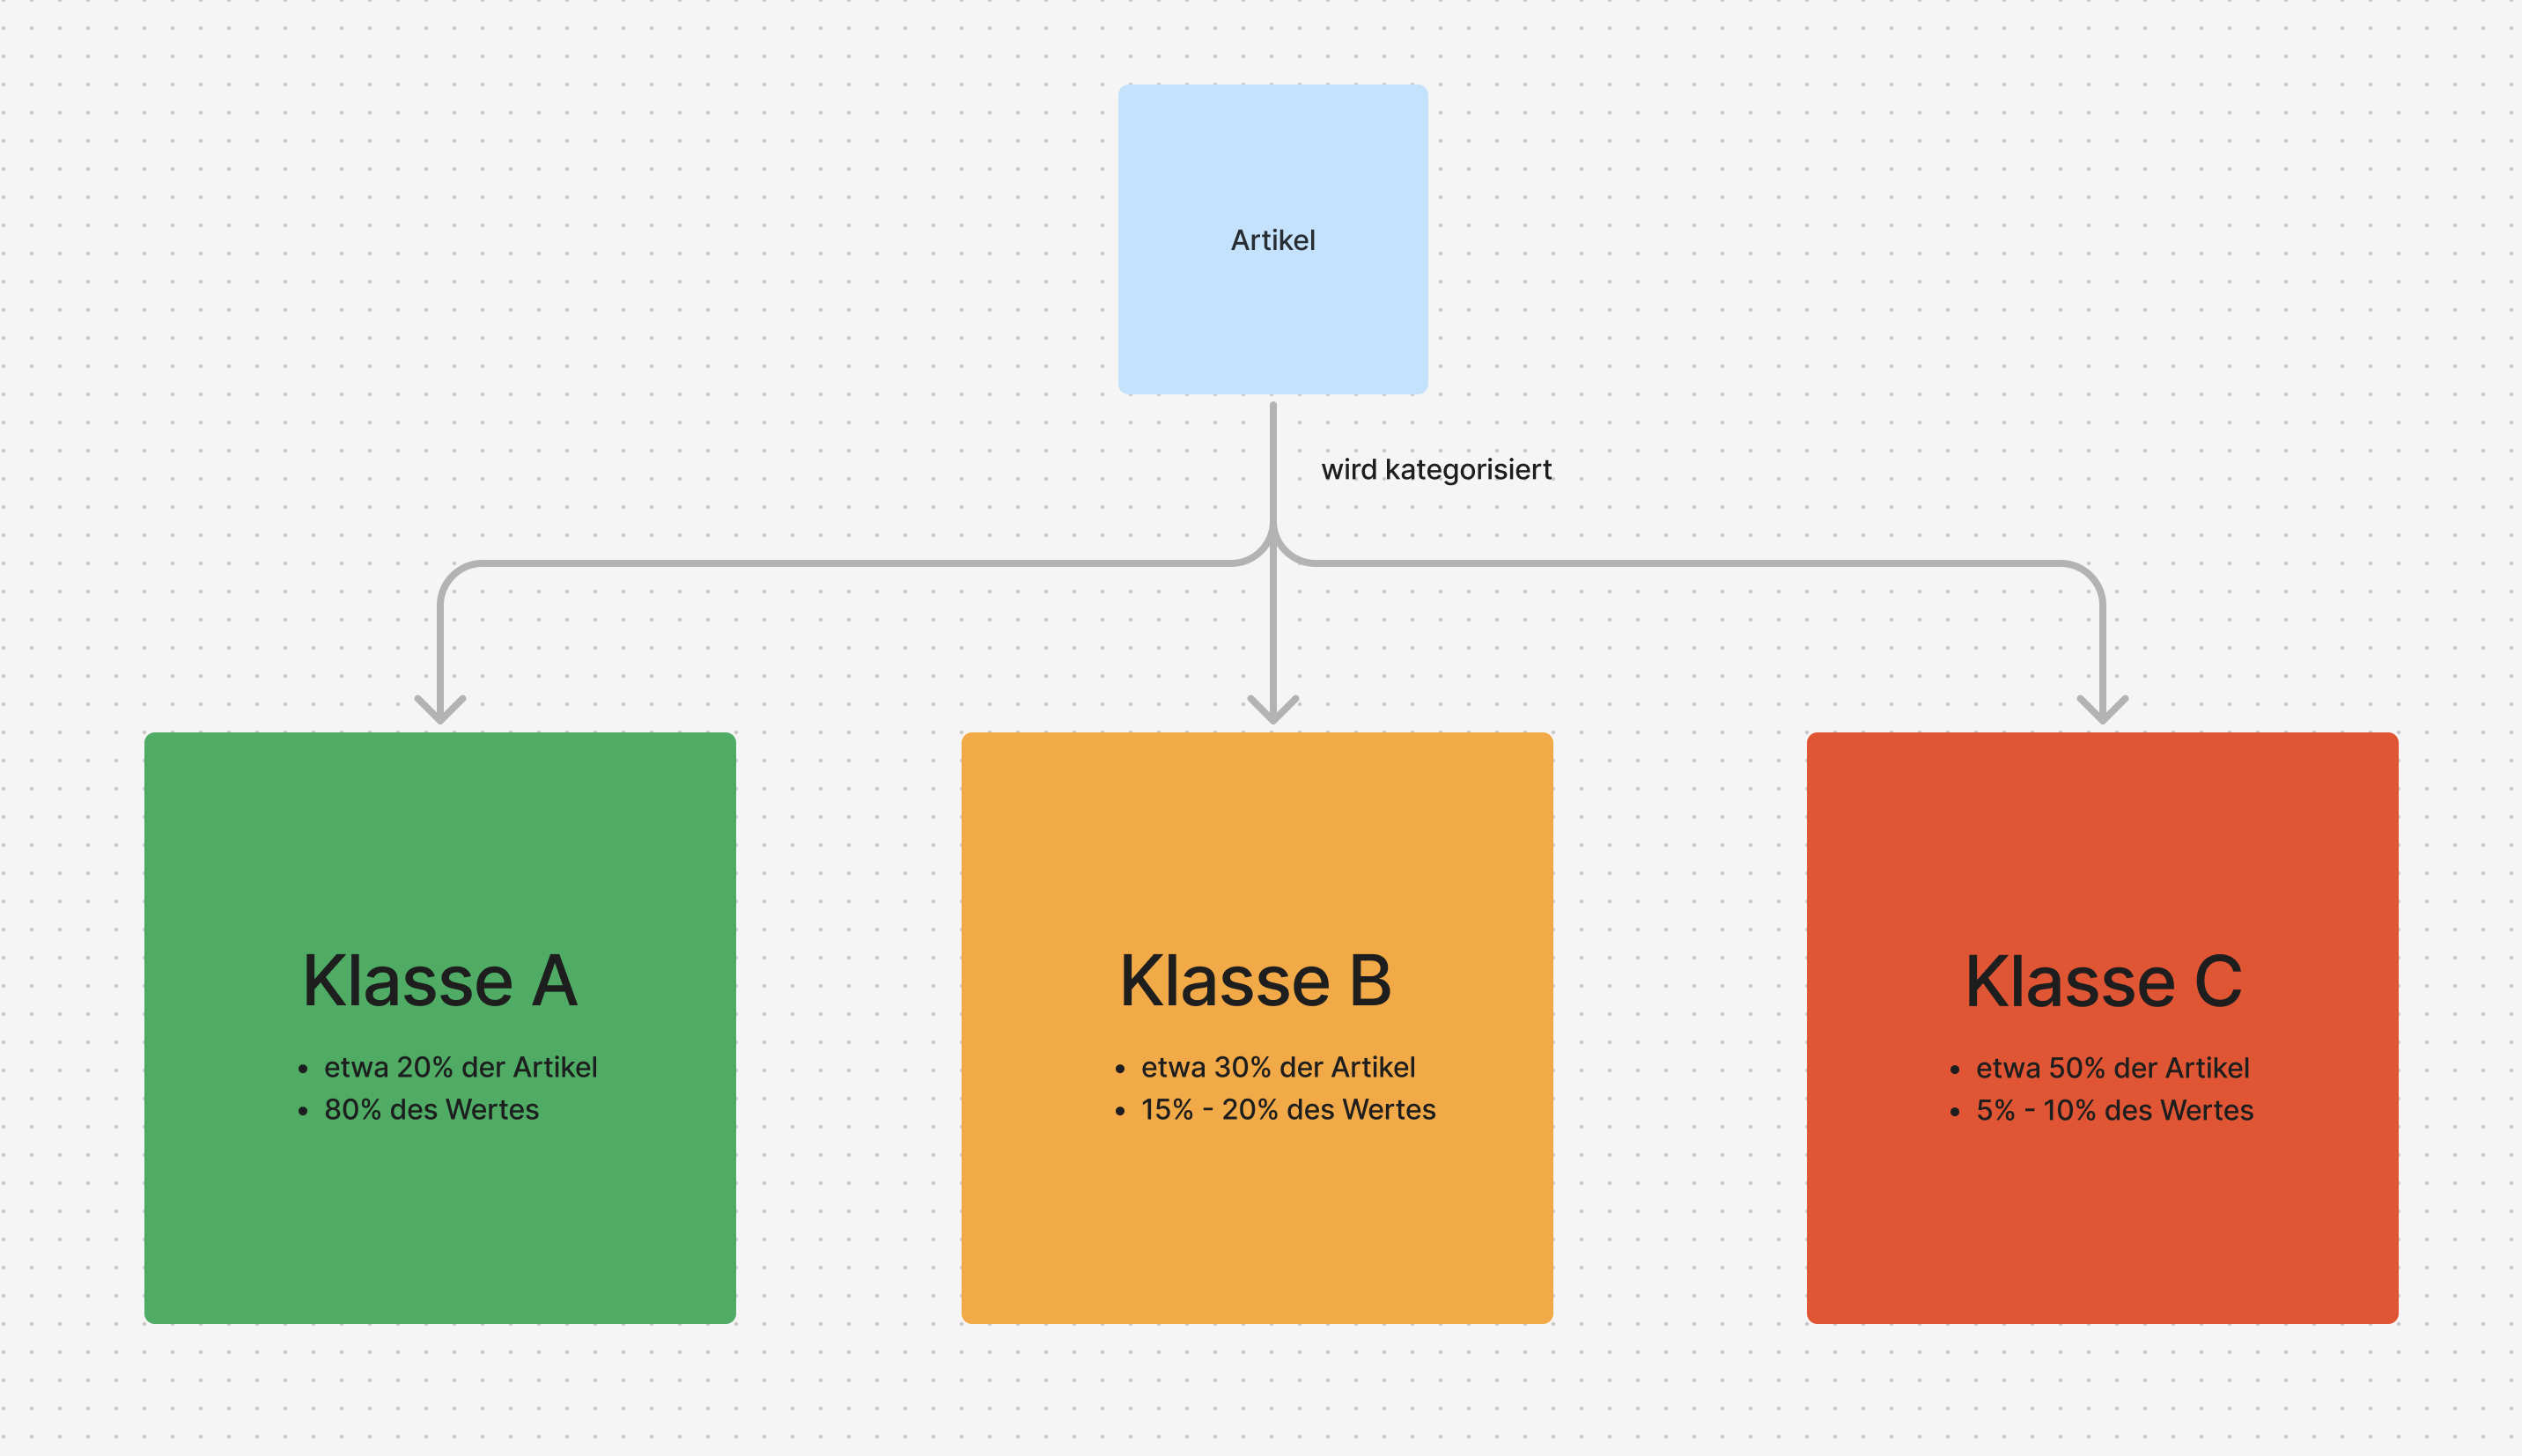 Artikel
wird kategorisiert
Klasse A
• etwa 20% der Artikel
• 80% des Wertes
Klasse B
• etwa 30% der Artikel
• 15% - 20% des Wertes
Klasse C
• etwa 50% der Artikel
• 5% - 10% des Wertes